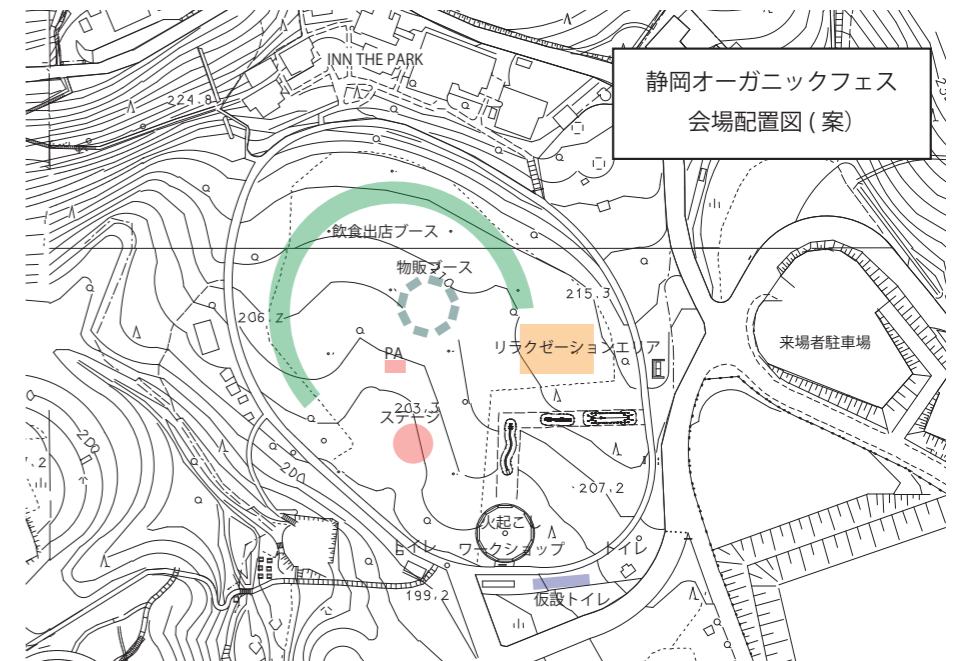 INN THE PARK
静岡オーガニックフェス
会場配置図 ( 案）
224.8
飲食出店ブース
物販ブース
215.3
206.2
PA
リラクゼーションエリア
来場者駐車場
203.3
ステージ
200
200
207.2
火起こし
トイレ
ワークショップ
トイレ
199.2
仮設トイレ